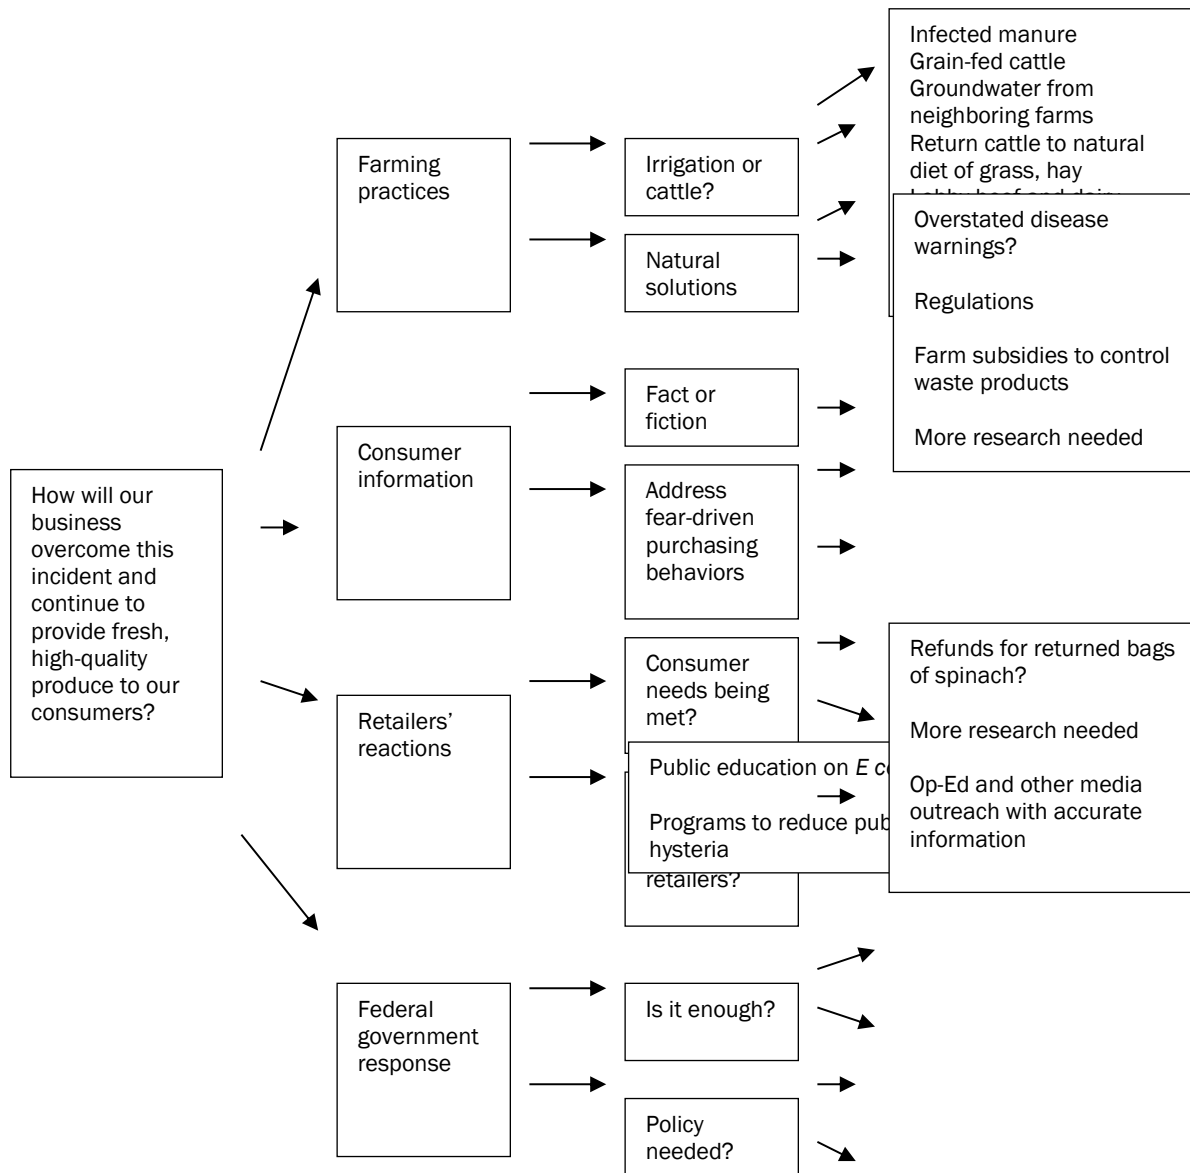 How will our
business
overcome this
incident and
continue to
provide fresh,
high-quality
produce to our
consumers?
Farming
practices
Consumer
information
Retailers’
reactions
Federal
government
response
Irrigation or
cattle?
Natural
solutions
Fact or
fiction
Address
fear-driven
purchasing
behaviors
Consumer
needs being
met?
Public education on E
Programs to reduce
hysteria
retailers?
Is it enough?
Policy
needed?
Infected manure
Grain-fed cattle
Groundwater from
neighboring farms
Return cattle to natural
diet of grass, hay
Overstated disease
warnings?
Regulations
Farm subsidies to control
waste products
More research needed
Refunds for returned bags
of spinach?
More research needed
Op-Ed and other media
outreach with accurate
information